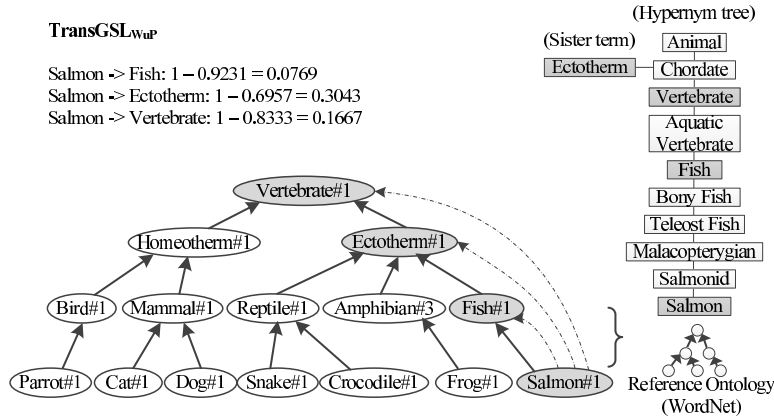 TransGSLWuP
Salmon -> Fish: 1 – 0.9231 = 0.0769
Salmon -> Ectotherm: 1 – 0.6957 = 0.3043
Salmon -> Vertebrate: 1 – 0.8333 = 0.1667
(Hypernym tree)
(Sister term)
Animal
Ectotherm
Chordate
Vertebrate
Aquatic
Vertebrate
Fish
Bony Fish
Teleost Fish
Malacopterygian
Salmonid
Salmon
Reference Ontology
(WordNet)
Vertebrate#1
Homeotherm#1
Ectotherm#1
Bird#1
Mammal#1
Reptile#1
Amphibian#3
Fish#1
Parrot#1
Cat#1
Dog#1
Snake#1
Crocodile#1
Frog#1
Salmon#1